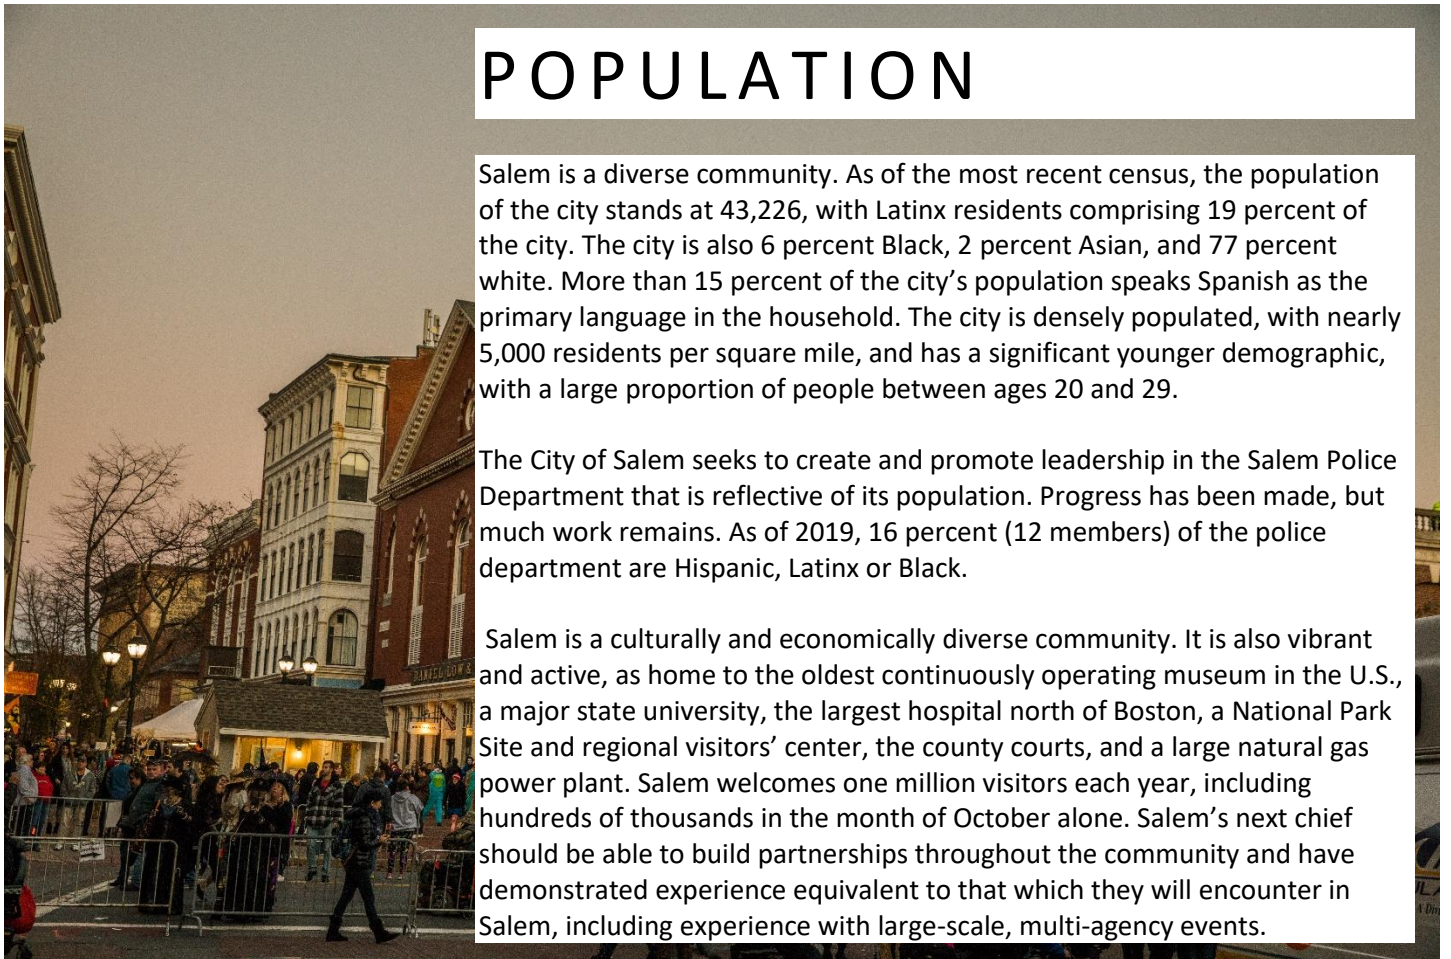 POPULATION
Salem is a diverse community. As of the most recent census, the population
of the city stands at 43,226, with Latinx residents comprising 19 percent of
the city. The city is also 6 percent Black, 2 percent Asian, and 77 percent
white. More than 15 percent of the city’s population speaks Spanish as the
primary language in the household. The city is densely populated, with nearly
5,000 residents per square mile, and has a significant younger demographic,
with a large proportion of people between ages 20 and 29.
The City of Salem seeks to create and promote leadership in the Salem Police
Department that is reflective of its population. Progress has been made, but
much work remains. As of 2019, 16 percent (12 members) of the police
department are Hispanic, Latinx or Black.
Salem is a culturally and economically diverse community. It is also vibrant
and active, as home to the oldest continuously operating museum in the U.S.,
a major state university, the largest hospital north of Boston, a National Park
Site and regional visitors’ center, the county courts, and a large natural gas
power plant. Salem welcomes one million visitors each year, including
hundreds of thousands in the month of October alone. Salem’s next chief
should be able to build partnerships throughout the community and have
demonstrated experience equivalent to that which they will encounter in
Salem, including experience with large-scale, multi-agency events.
DANIEL LOW &